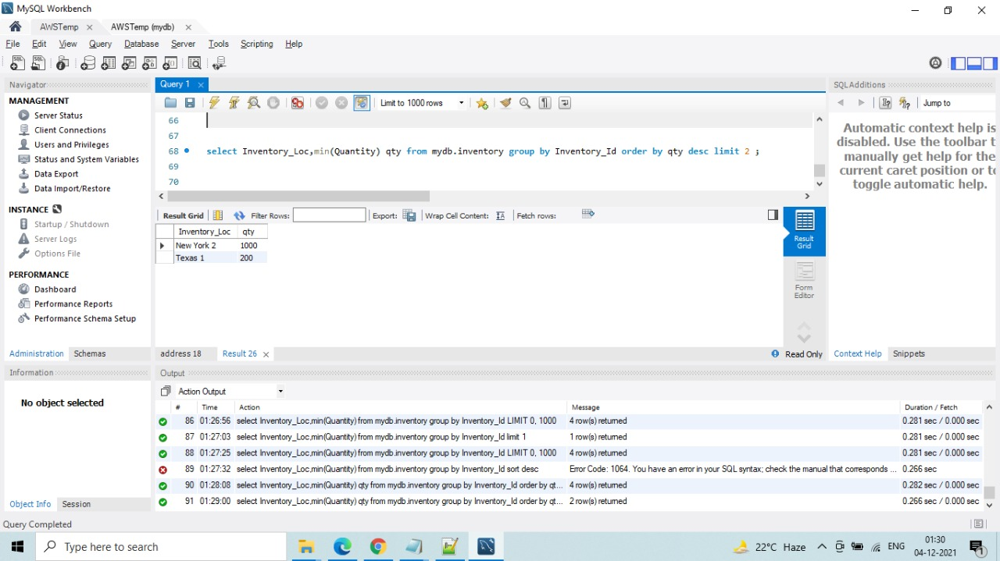 MySQL Workbench
AWSTemp
AWSTemp (mydb)
File Edit View Query Database Server Tools Scripting Help
Navigator
MANAGEMENT
Server Status
Client Connections
Users and Privileges
Status and System Variables
Data Export
Data Import/Restore
INSTANCE
Startup / Shutdown
Server Logs
Options File
PERFORMANCE
Dashboard
Performance Reports
Performance Schema Setup
Administration Schemas
Information
No object selected
Object Info Session
Query 1
Limit to 1000 rows
66
67
68 select Inventory_Loc,min(Quantity) qty from mydb.inventory group by Inventory_Id order by qty desc limit 2 ;
69
70
Result Grid Filter Rows: Export: Wrap Cell Content: Fetch rows:
Inventory_Loc qty
New York 2 1000
Texas 1 200
Result Grid
Form Editor
address 18 Result 26 Read Only
SQLAdditions
Jump to
Automatic context help is
disabled. Use the toolbar t
manually get help for the
current caret position or to
toggle automatic help.
Context Help Snippets
Output
Action Output
# Time Action Message Duration / Fetch
86 01:26:56 select Inventory_Loc,min(Quantity) from mydb.inventory group by Inventory_Id LIMIT 0, 1000 4 row(s) returned 0.281 sec / 0.000 sec
87 01:27:03 select Inventory_Loc,min(Quantity) from mydb.inventory group by Inventory_Id limit 1 1 row(s) returned 0.281 sec / 0.000 sec
88 01:27:25 select Inventory_Loc,min(Quantity) from mydb.inventory group by Inventory_Id LIMIT 0, 1000 4 row(s) returned 0.281 sec / 0.000 sec
89 01:27:32 select Inventory_Loc,min(Quantity) from mydb.inventory group by Inventory_Id sort desc Error Code: 1064. You have an error in your SQL syntax; check the manual that corresponds ... 0.266 sec
90 01:28:08 select Inventory_Loc,min(Quantity) qty from mydb.inventory group by Inventory_Id order by qt... 4 row(s) returned 0.282 sec / 0.000 sec
91 01:29:00 select Inventory_Loc,min(Quantity) qty from mydb.inventory group by Inventory_Id order by qt... 2 row(s) returned 0.266 sec / 0.000 sec
Query Completed
Type here to search
22°C Haze
ENG
01:30
04-12-2021
1